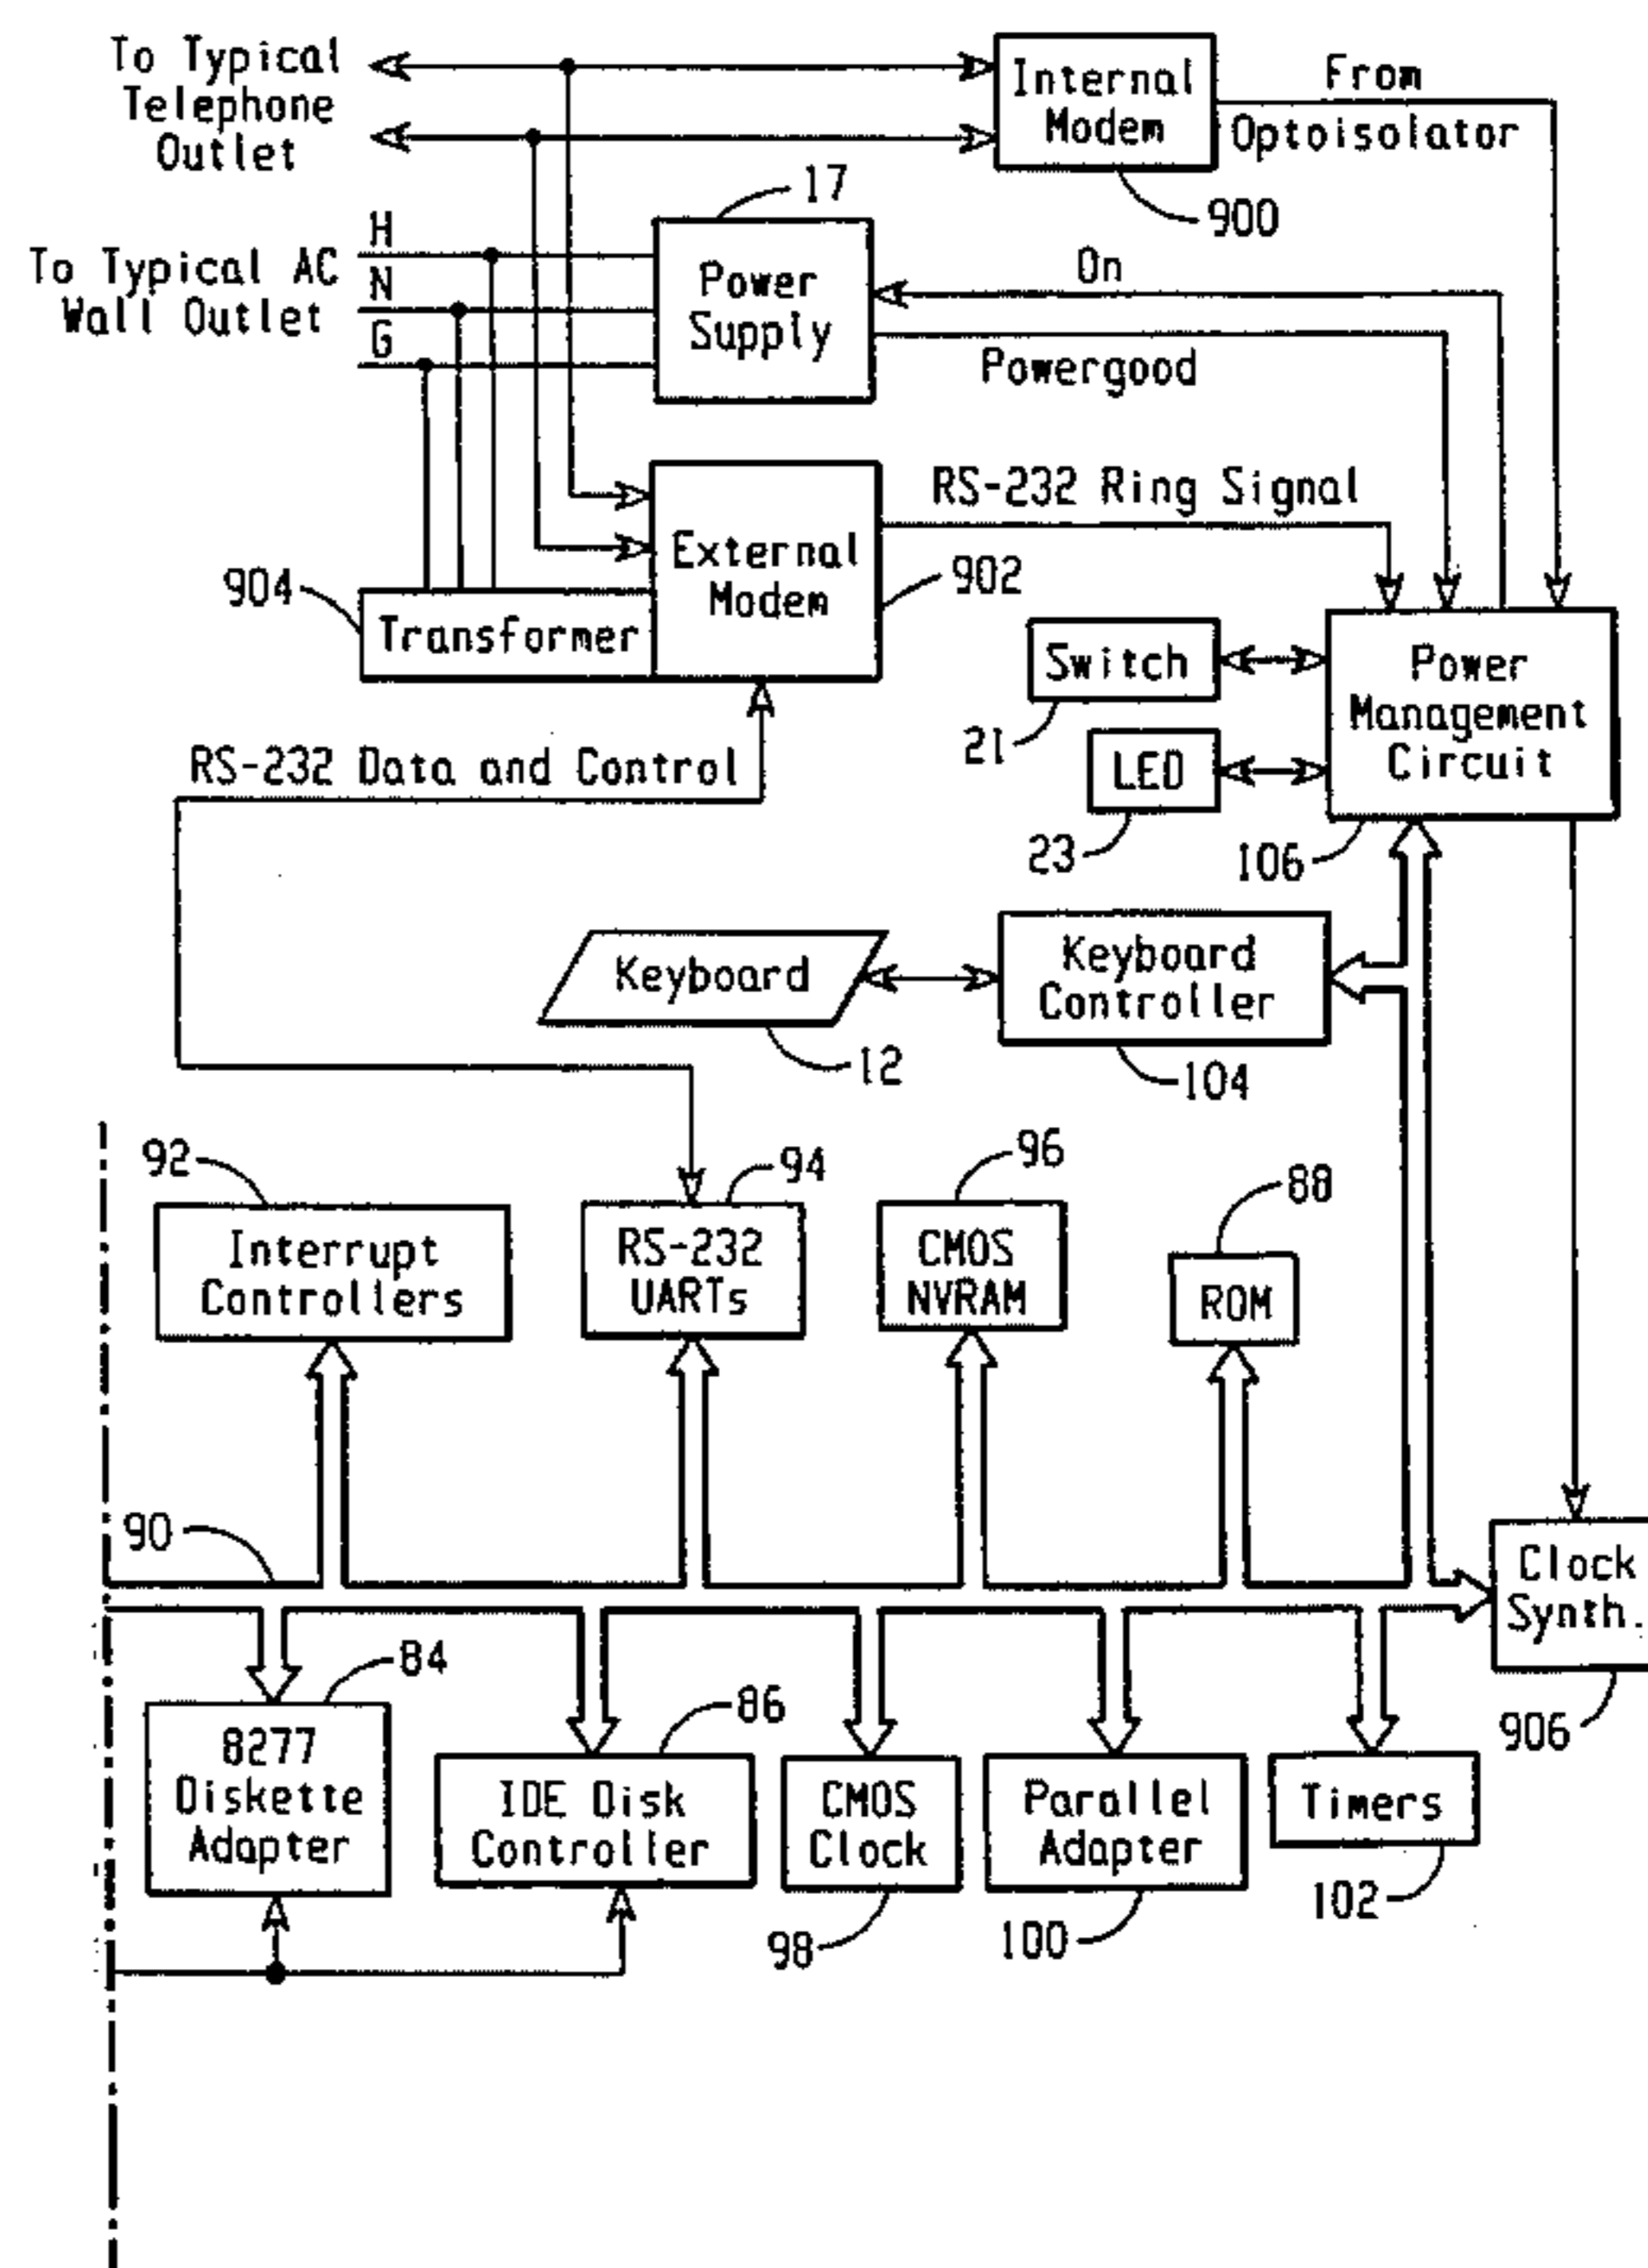 To Typical
Telephone
Outlet
Internal
Modem
From
Optoisolator
900
17
To Typical AC
Wall Outlet
H
N
G
Power
Supply
On
Powergood
RS-232 Ring Signal
External
Modem
902
904
Transformer
Switch
21
LED
23
Power
Management
Circuit
106
RS-232 Data and Control
Keyboard
12
Keyboard
Controller
104
92
Interrupt
Controllers
94
RS-232
UARTs
96
CMOS
NVRAM
88
ROM
90
Clock
Synth.
906
84
8277
Diskette
Adapter
86
IDE Disk
Controller
CMOS
Clock
98
Parallel
Adapter
100
Timers
102